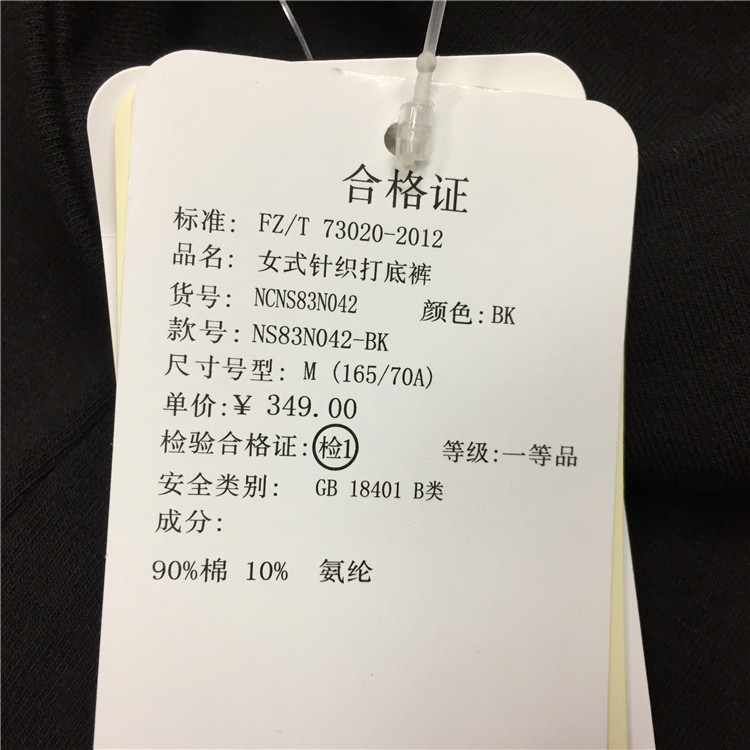 合格证
标准: FZ/T 73020-2012
品名: 女式针织打底裤
货号: NCNS83N042 颜色:BK
款号: NS83N042-BK
尺寸号型: M (165/70A)
单价:¥ 349.00
检验合格证:检1 等级:一等品
安全类别: GB 18401 B类
成分:
90%棉 10% 氨纶